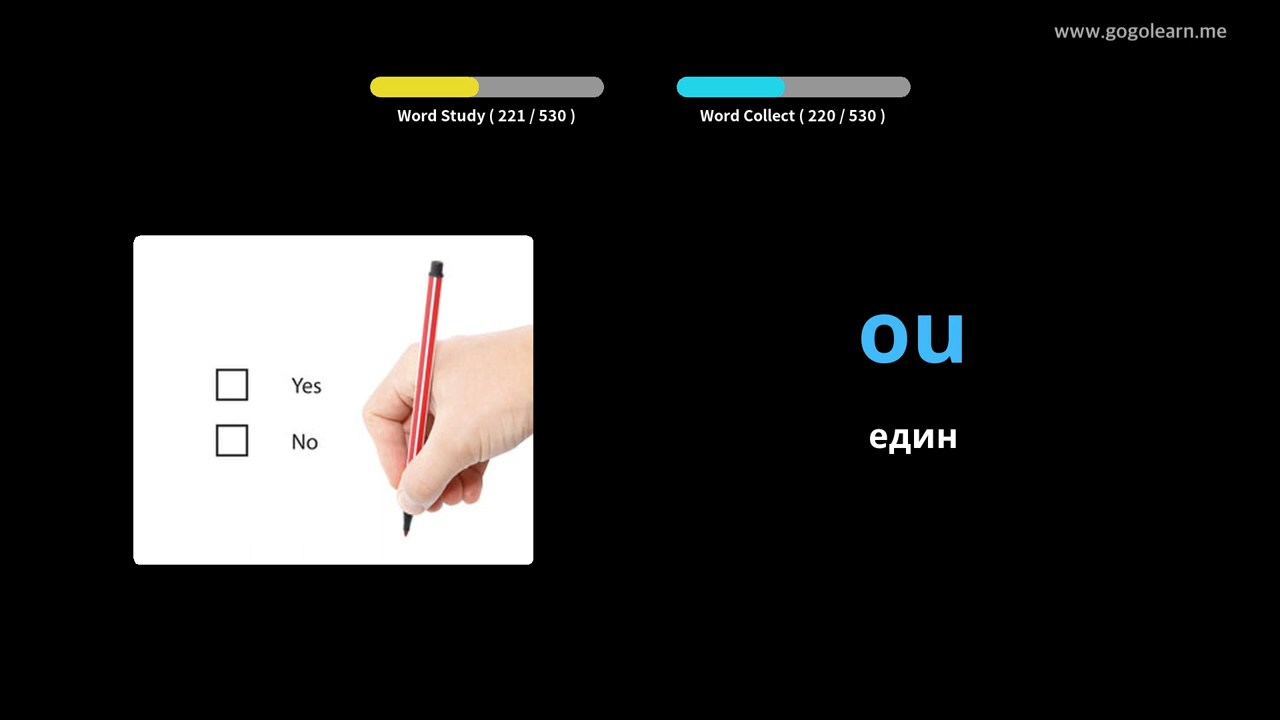 www.gogolearn.me
Word Study ( 221 / 530 )
Word Collect ( 220 / 530 )
Yes
No
ou
един